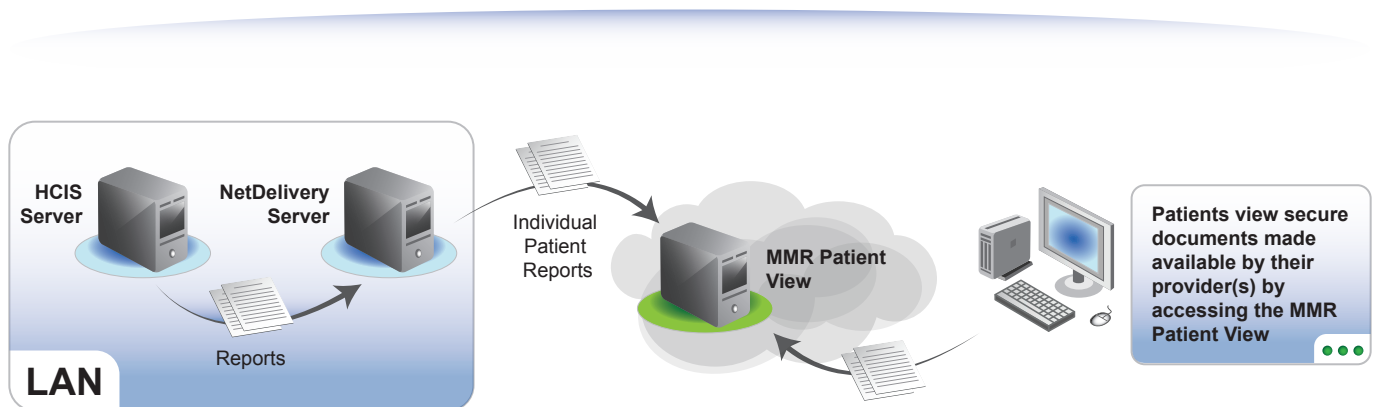 HCIS
Server
NetDelivery
Server
Reports
LAN
Individual
Patient
Reports
MMR Patient
View
Patients view secure
documents made
available by their
provider(s) by
accessing the MMR
Patient View